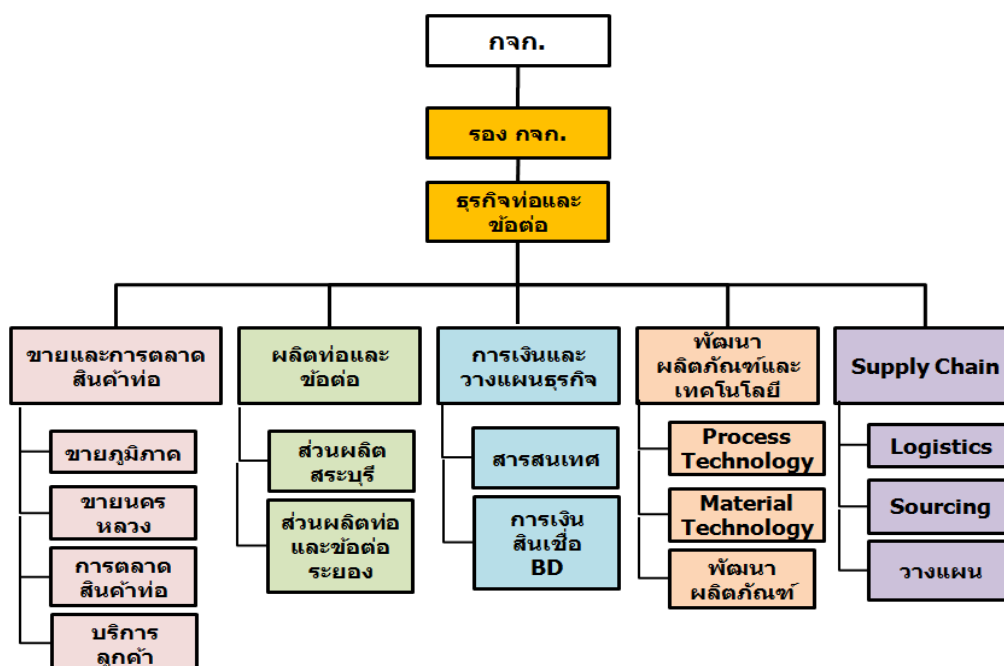 กจก.
รอง กจก.
ธุรกิจท่อและ
ข้อต่อ
ขายและการตลาด
สินค้าท่อ
ขายภูมิภาค
ขายนคร
หลวง
การตลาด
สินค้าท่อ
บริการ
ลูกค้า
ผลิตท่อและ
ข้อต่อ
ส่วนผลิต
สระบุรี
ส่วนผลิตท่อ
และข้อต่อ
ระยอง
การเงินและ
วางแผนธุรกิจ
สารสนเทศ
การเงิน
สินเชื่อ
BD
พัฒนา
ผลิตภัณฑ์และ
เทคโนโลยี
Process
Technology
Material
Technology
พัฒนา
ผลิตภัณฑ์
Supply Chain
Logistics
Sourcing
วางแผน